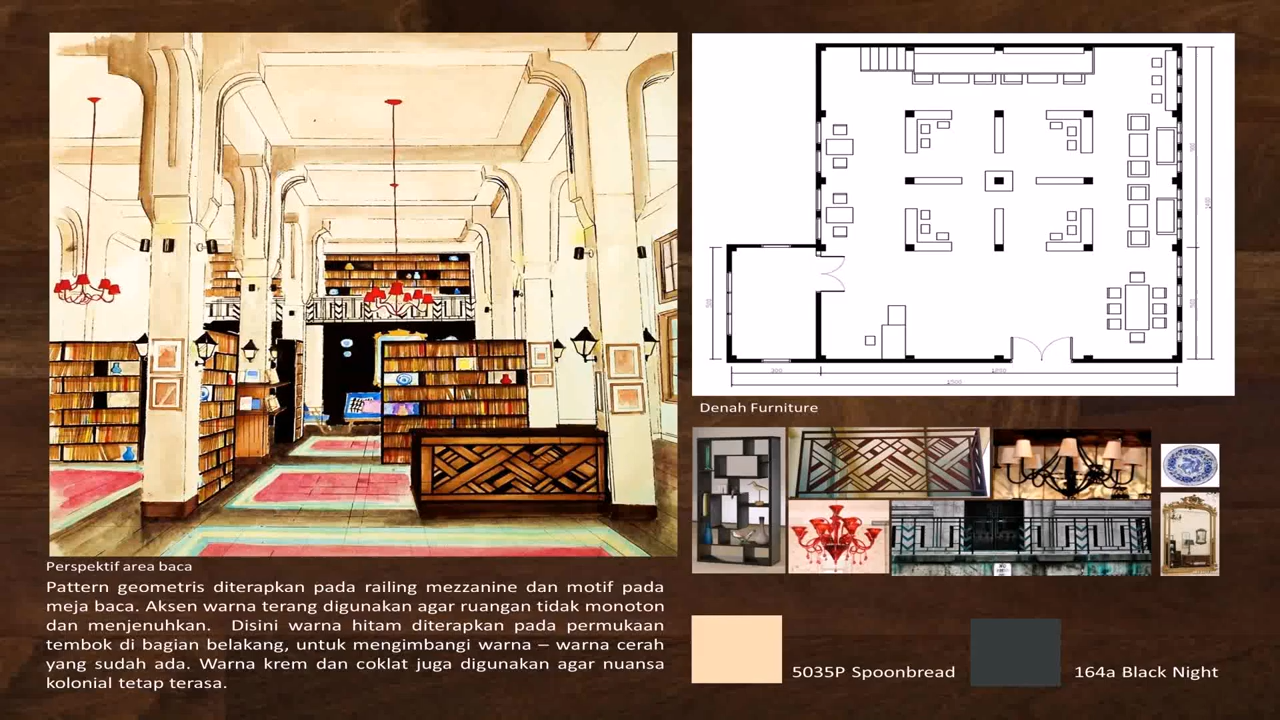 300
1200
1500
Denah Furniture
Perspektif area baca
Pattern geometris diterapkan pada railing mezzanine dan motif pada
meja baca. Aksen warna terang digunakan agar ruangan tidak monoton
dan menjenuhkan. Disini warna hitam diterapkan pada permukaan
tembok di bagian belakang, untuk mengimbangi warna – warna cerah
yang sudah ada. Warna krem dan coklat juga digunakan agar nuansa
kolonial tetap terasa.
5035P Spoonbread
164a Black Night